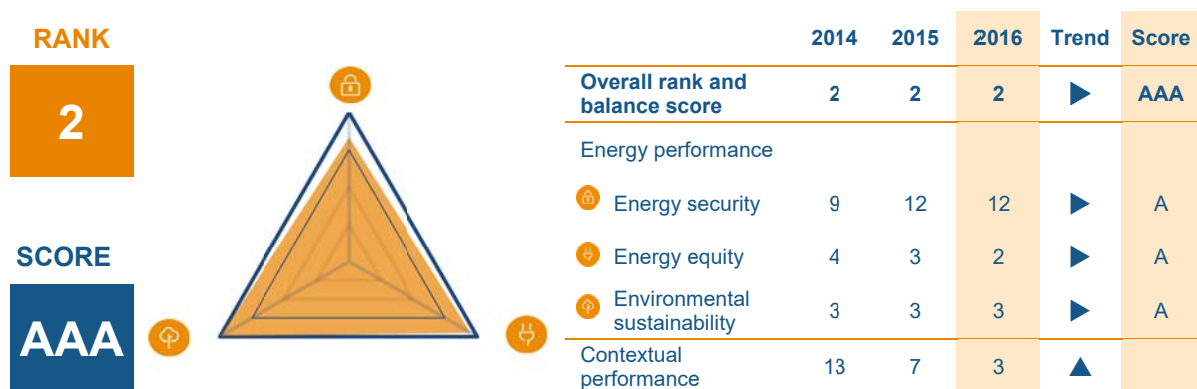 RANK
2
SCORE
AAA
2014 2015 2016 Trend Score
Overall rank and
balance score 2 2 2 AAA
Energy performance
Energy security 9 12 12 A
Energy equity 4 3 2 A
Environmental
sustainability 3 3 3 A
Contextual
performance 13 7 3